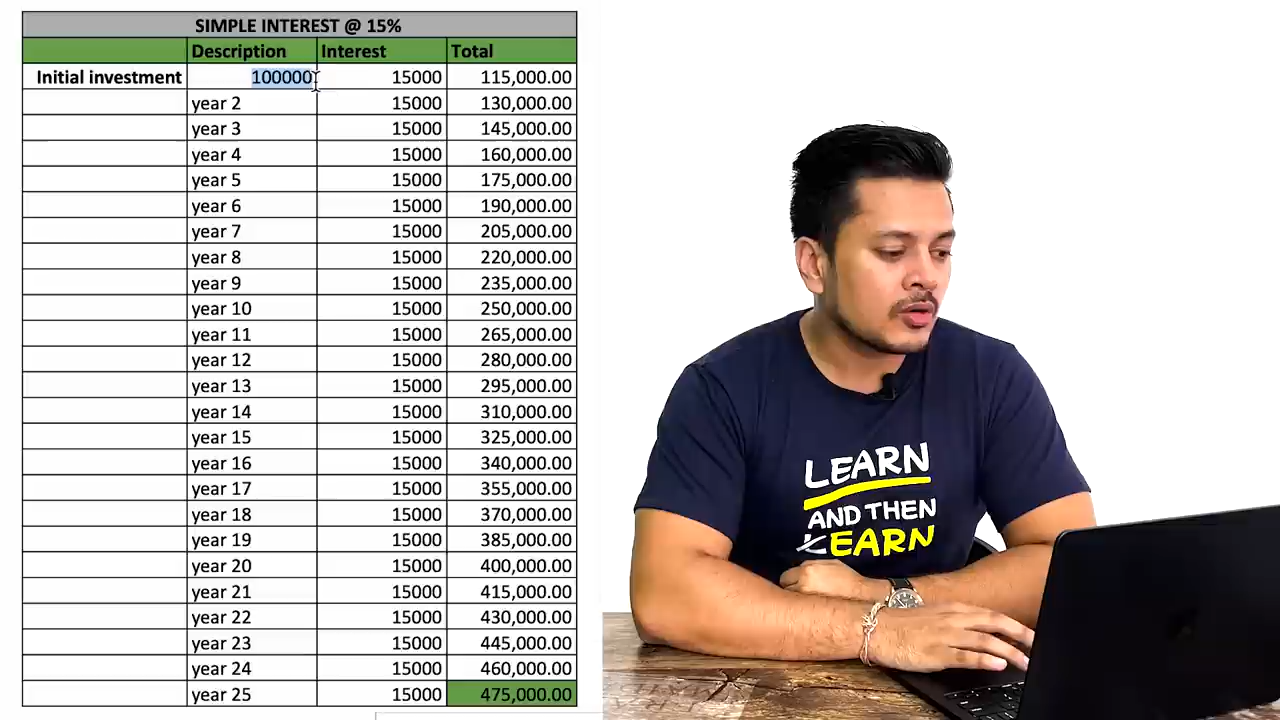 SIMPLE INTEREST @ 15%
Description Interest Total
Initial investment 100000 15000 115,000.00
year 2 15000 130,000.00
year 3 15000 145,000.00
year 4 15000 160,000.00
year 5 15000 175,000.00
year 6 15000 190,000.00
year 7 15000 205,000.00
year 8 15000 220,000.00
year 9 15000 235,000.00
year 10 15000 250,000.00
year 11 15000 265,000.00
year 12 15000 280,000.00
year 13 15000 295,000.00
year 14 15000 310,000.00
year 15 15000 325,000.00
year 16 15000 340,000.00
year 17 15000 355,000.00
year 18 15000 370,000.00
year 19 15000 385,000.00
year 20 15000 400,000.00
year 21 15000 415,000.00
year 22 15000 430,000.00
year 23 15000 445,000.00
year 24 15000 460,000.00
year 25 15000 475,000.00
LEARN
AND THEN
LEARN